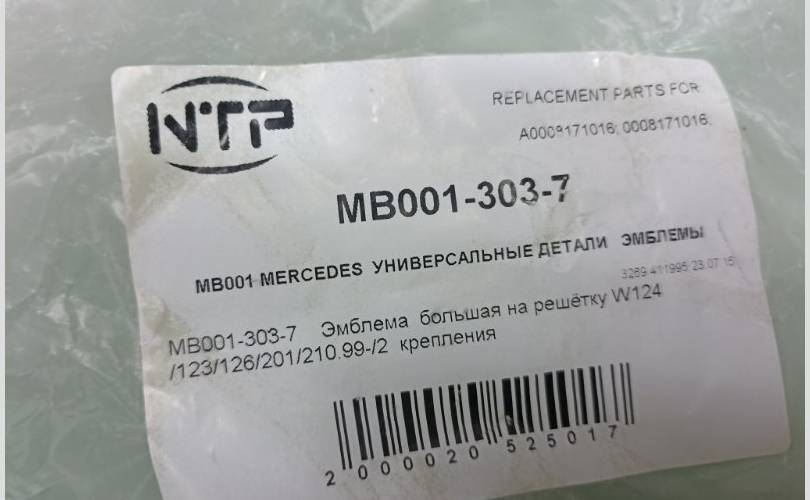 NTP
REPLACEMENT PARTS FOR
A0008171016; 0008171016;
MB001-303-7
MB001 MERCEDES УНИВЕРСАЛЬНЫЕ ДЕТАЛИ ЭМБЛЕМЫ
3269 411995 23.07.15
MB001-303-7 Эмблема большая на решётку W124
/123/126/201/210.99-/2 крепления
2 000020 525017